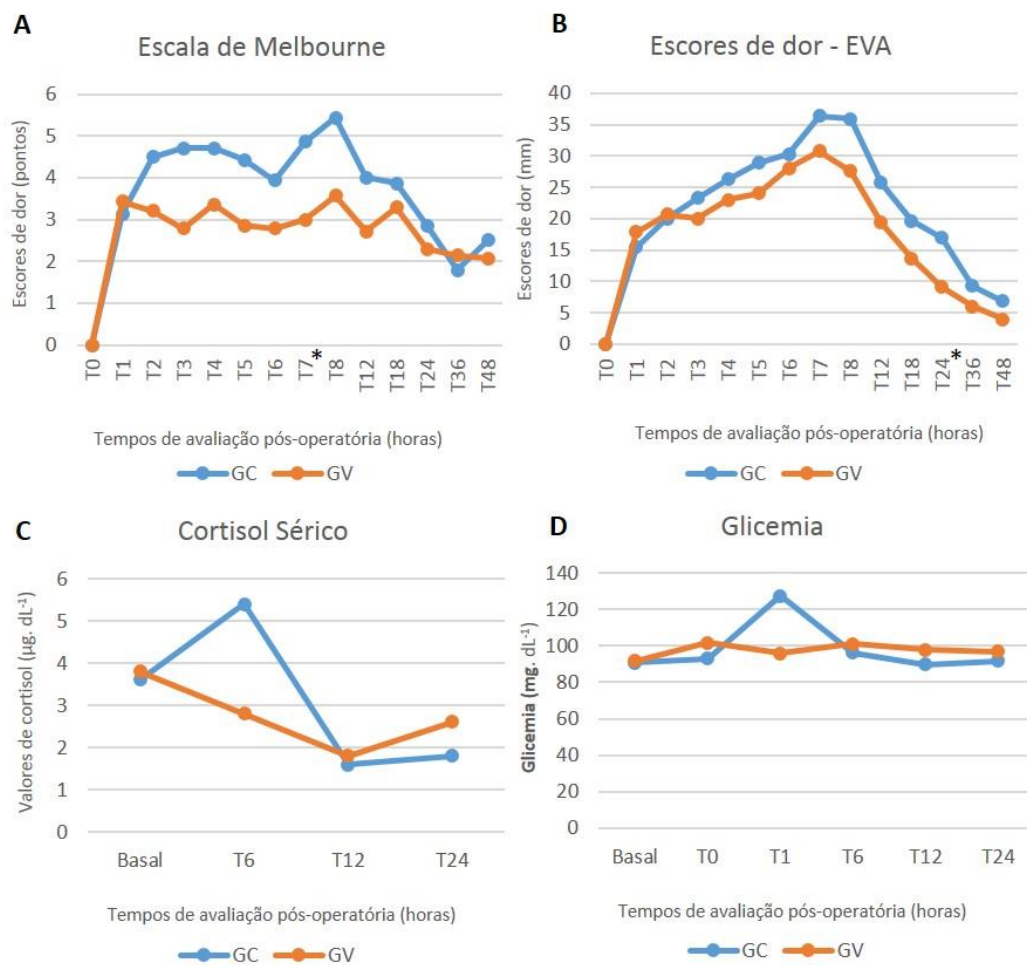 A
Escala de Melbourne
Escores de dor (pontos)
6
5
4
3
2
1
0
T0
T1
T2
T3
T4
T5
T6
T7
*
T8
T12
T18
T24
T36
T48
Tempos de avaliação pós-operatória (horas)
GC GV
B
Escores de dor - EVA
Escores de dor (mm)
40
35
30
25
20
15
10
5
0
T0
T1
T2
T3
T4
T5
T6
T7
T8
T12
T18
T24
*
T36
T48
Tempos de avaliação pós-operatória (horas)
GC GV
C
Cortisol Sérico
Valores de cortisol (µg. dL⁻¹)
6
5
4
3
2
1
0
Basal T6 T12 T24
Tempos de avaliação pós-operatória (horas)
GC GV
D
Glicemia
Glicemia (mg. dL⁻¹)
140
120
100
80
60
40
20
0
Basal T0 T1 T6 T12 T24
Tempos de avaliação pós-operatória (horas)
GC GV